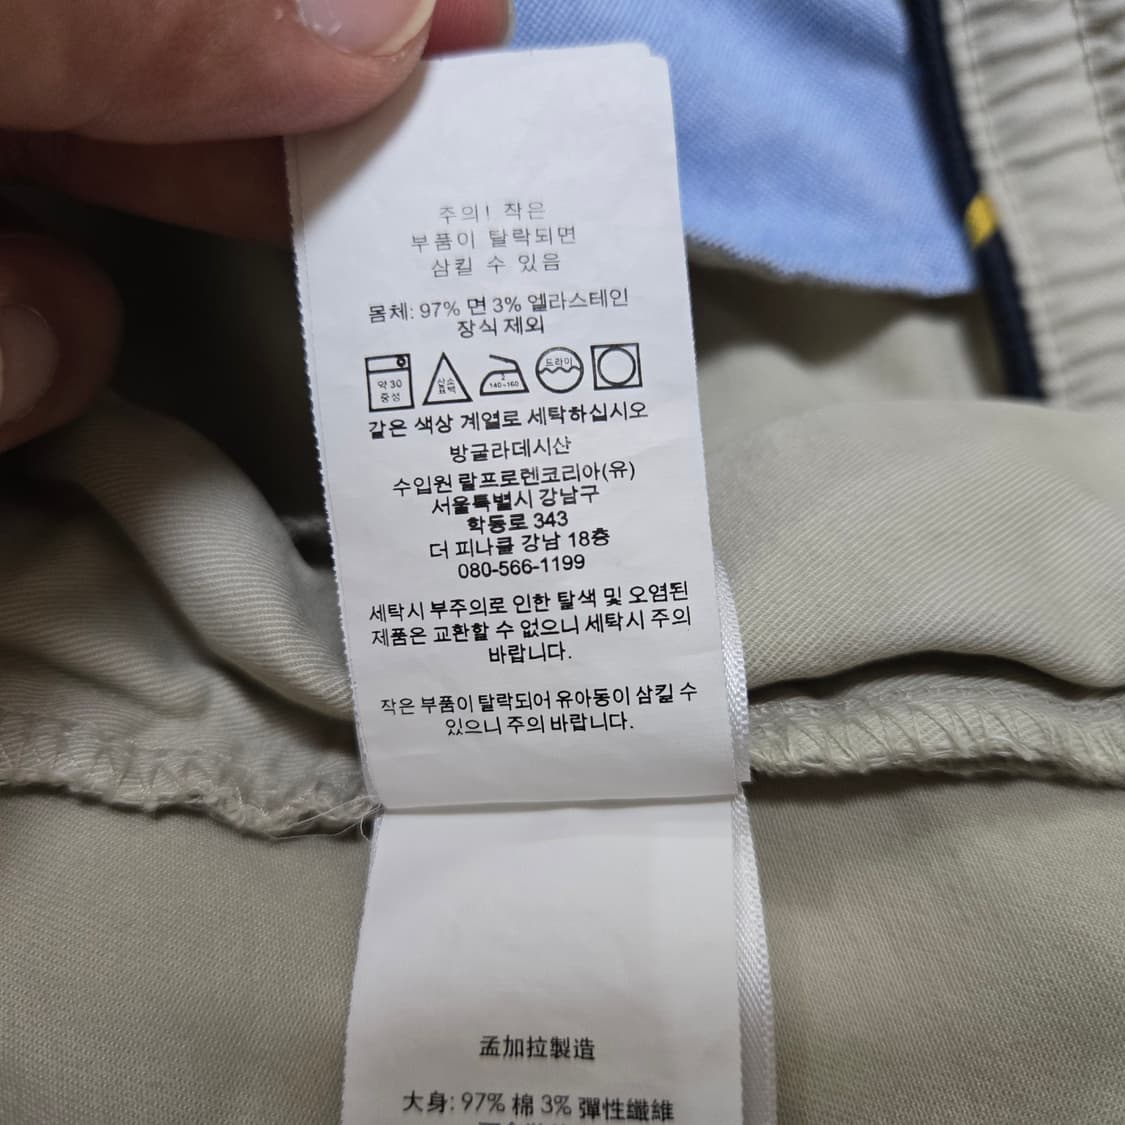 주의! 작은
부품이 탈락되면
삼킬 수 있음
몸체: 97% 면 3% 엘라스테인
장식 제외
약 30
중성
산소
표백
2
140~160
드라이
같은 색상 계열로 세탁하십시오
방글라데시산
수입원 랄프로렌코리아(유)
서울특별시 강남구
학동로 343
더 피나클 강남 18층
080-566-1199
세탁시 부주의로 인한 탈색 및 오염된
제품은 교환할 수 없으니 세탁시 주의
바랍니다.
작은 부품이 탈락되어 유아동이 삼킬 수
있으니 주의 바랍니다.
孟加拉製造
大身: 97% 棉 3% 彈性纖維